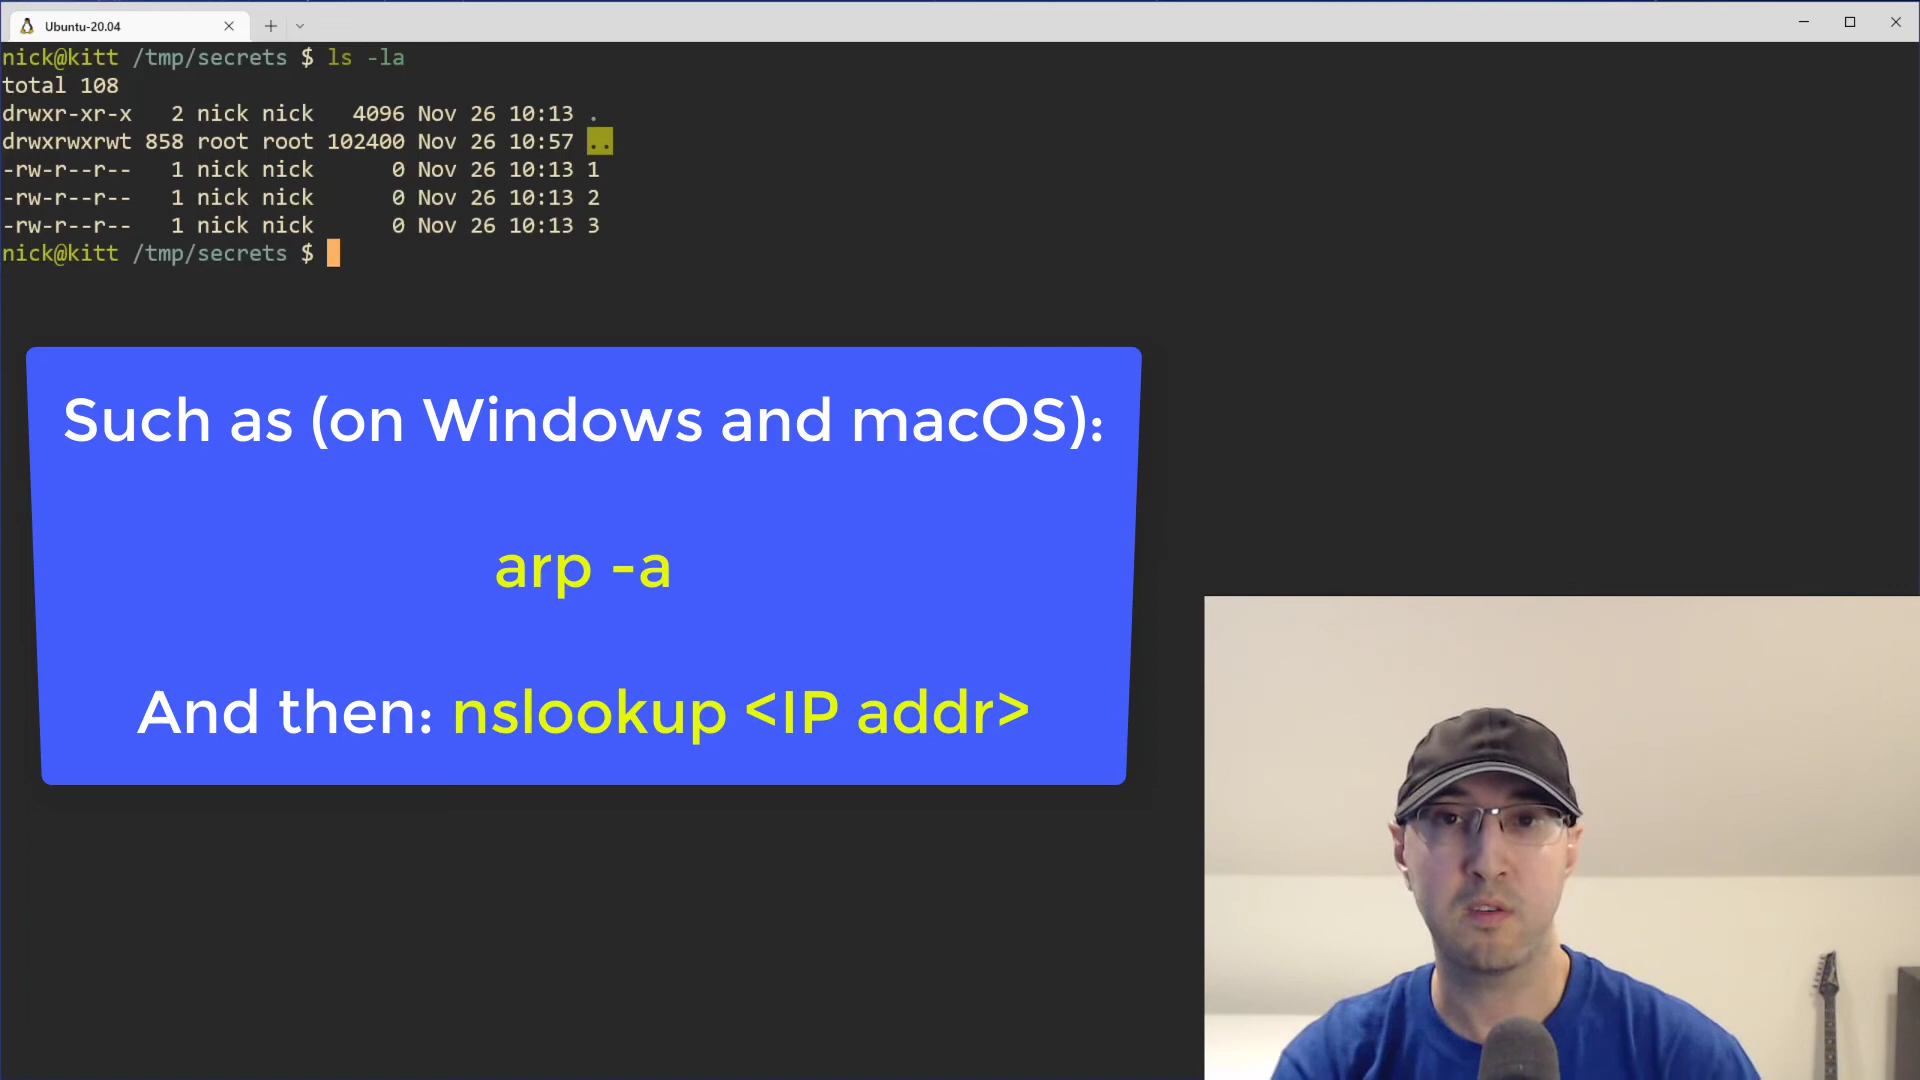 Ubuntu-20.04
nick@kitt /tmp/secrets $ ls -la
total 108
drwxr-xr-x   2 nick nick   4096 Nov 26 10:13 .
drwxrwxrwt 858 root root 102400 Nov 26 10:57 ..
-rw-r--r--   1 nick nick      0 Nov 26 10:13 1
-rw-r--r--   1 nick nick      0 Nov 26 10:13 2
-rw-r--r--   1 nick nick      0 Nov 26 10:13 3
nick@kitt /tmp/secrets $
Such as (on Windows and macOS):
arp -a
And then: nslookup <IP addr>